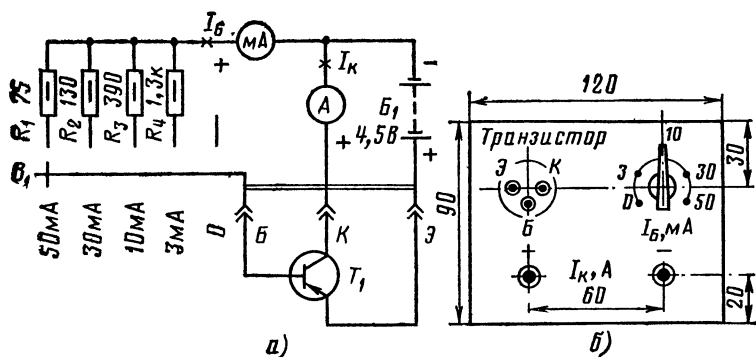 Iб
мА
+
Iк
А
+
−
Б1
4,5В
+
R1 75
R2 130
R3 390
R4 1,3к
В1
50мА
30мА
10мА
3мА
0
Б
К
Э
T1
а)
120
90
30
20
Транзистор
Э
К
Б
10
3
30
0
50
Iб,мА
+
Iк,А
−
60
б)